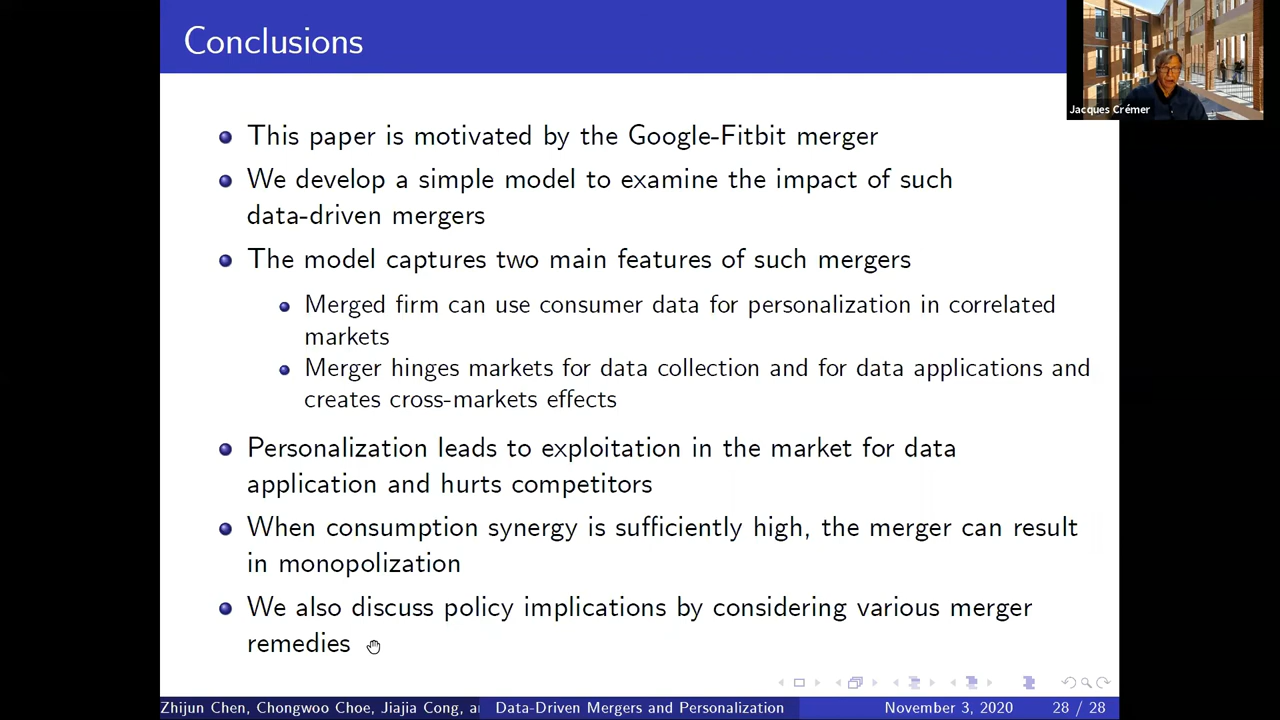 Conclusions
Jacques Crémer
This paper is motivated by the Google-Fitbit merger
We develop a simple model to examine the impact of such
data-driven mergers
The model captures two main features of such mergers
Merged firm can use consumer data for personalization in correlated
markets
Merger hinges markets for data collection and for data applications and
creates cross-markets effects
Personalization leads to exploitation in the market for data
application and hurts competitors
When consumption synergy is sufficiently high, the merger can result
in monopolization
We also discuss policy implications by considering various merger
remedies
Zhijun Chen, Chongwoo Choe, Jiajia Cong, a
Data-Driven Mergers and Personalization
November 3, 2020
28 / 28